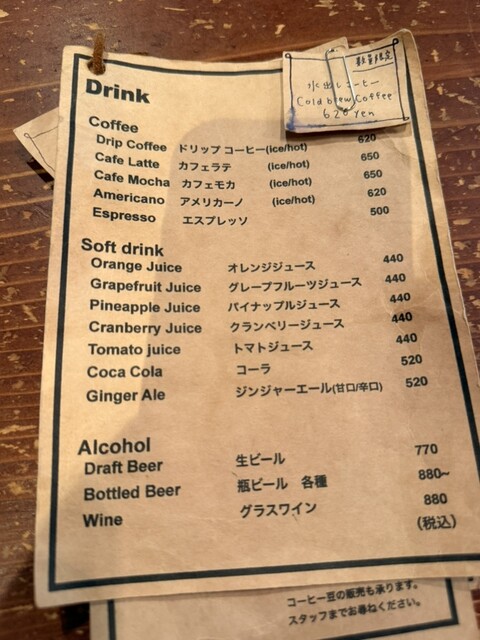 数量限定
水出しコーヒー
Cold brew Coffee
620 yen
Drink
Coffee
Drip Coffee ドリップ コーヒー(ice/hot) 620
Cafe Latte カフェラテ (ice/hot) 650
Cafe Mocha カフェモカ (ice/hot) 650
Americano アメリカーノ (ice/hot) 620
Espresso エスプレッソ 500
Soft drink
Orange Juice オレンジジュース 440
Grapefruit Juice グレープフルーツジュース 440
Pineapple Juice パイナップルジュース 440
Cranberry Juice クランベリージュース 440
Tomato juice トマトジュース 440
Coca Cola コーラ 520
Ginger Ale ジンジャーエール(甘口/辛口) 520
Alcohol
Draft Beer 生ビール 770
Bottled Beer 瓶ビール 各種 880~
Wine グラスワイン 880
(税込)
コーヒー豆の販売も承ります。
スタッフまでお尋ねください。